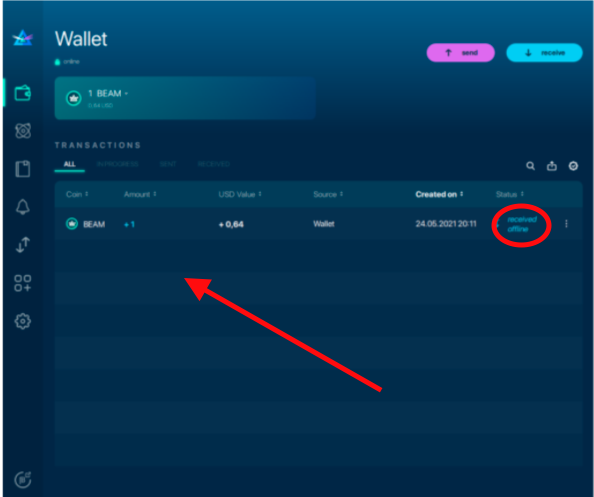 Wallet
online
↑ send
↓ receive
1 BEAM
0,64 USD
TRANSACTIONS
ALL IN PROGRESS SENT RECEIVED
Coin Amount USD Value Source Created on Status
BEAM +1 +0,64 Wallet 24.05.2021 20:11 received
offline